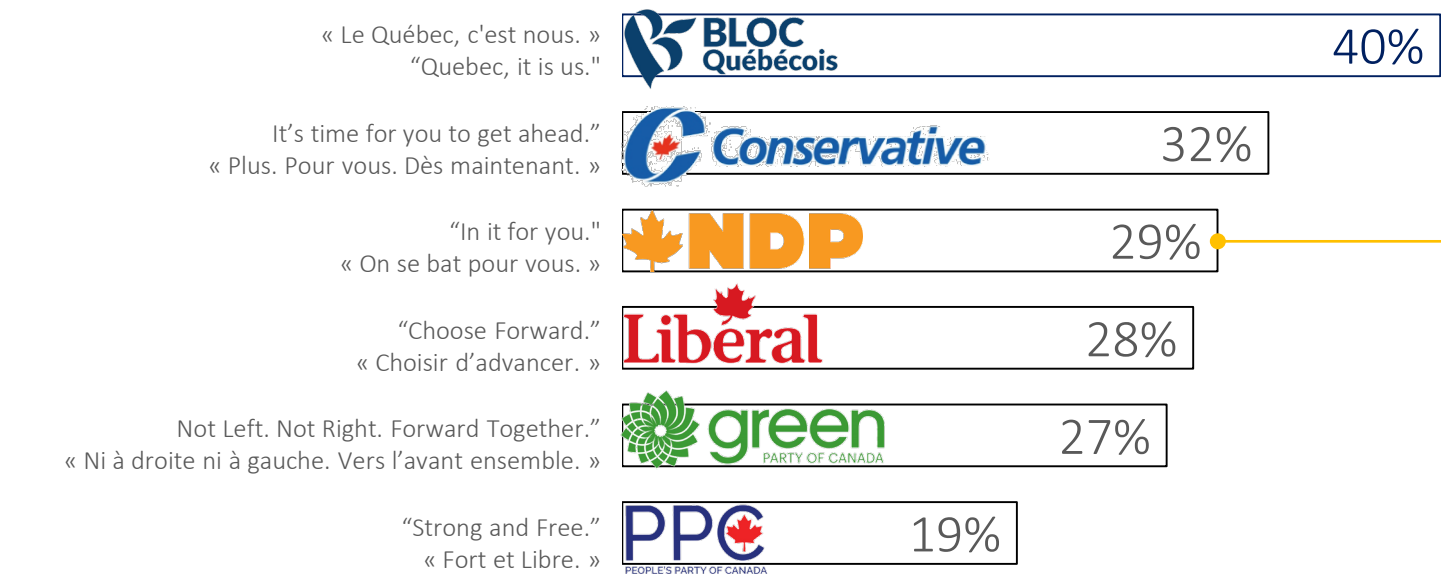 « Le Québec, c'est nous. »
“Quebec, it is us."
BLOC
Québécois
40%
It’s time for you to get ahead.”
« Plus. Pour vous. Dès maintenant. »
Conservative
32%
“In it for you."
« On se bat pour vous. »
NDP
29%
“Choose Forward.”
« Choisir d’advancer. »
Liberal
28%
Not Left. Not Right. Forward Together.”
« Ni à droite ni à gauche. Vers l’avant ensemble. »
green
PARTY OF CANADA
27%
“Strong and Free.”
« Fort et Libre. »
PPC
PEOPLE'S PARTY OF CANADA
19%